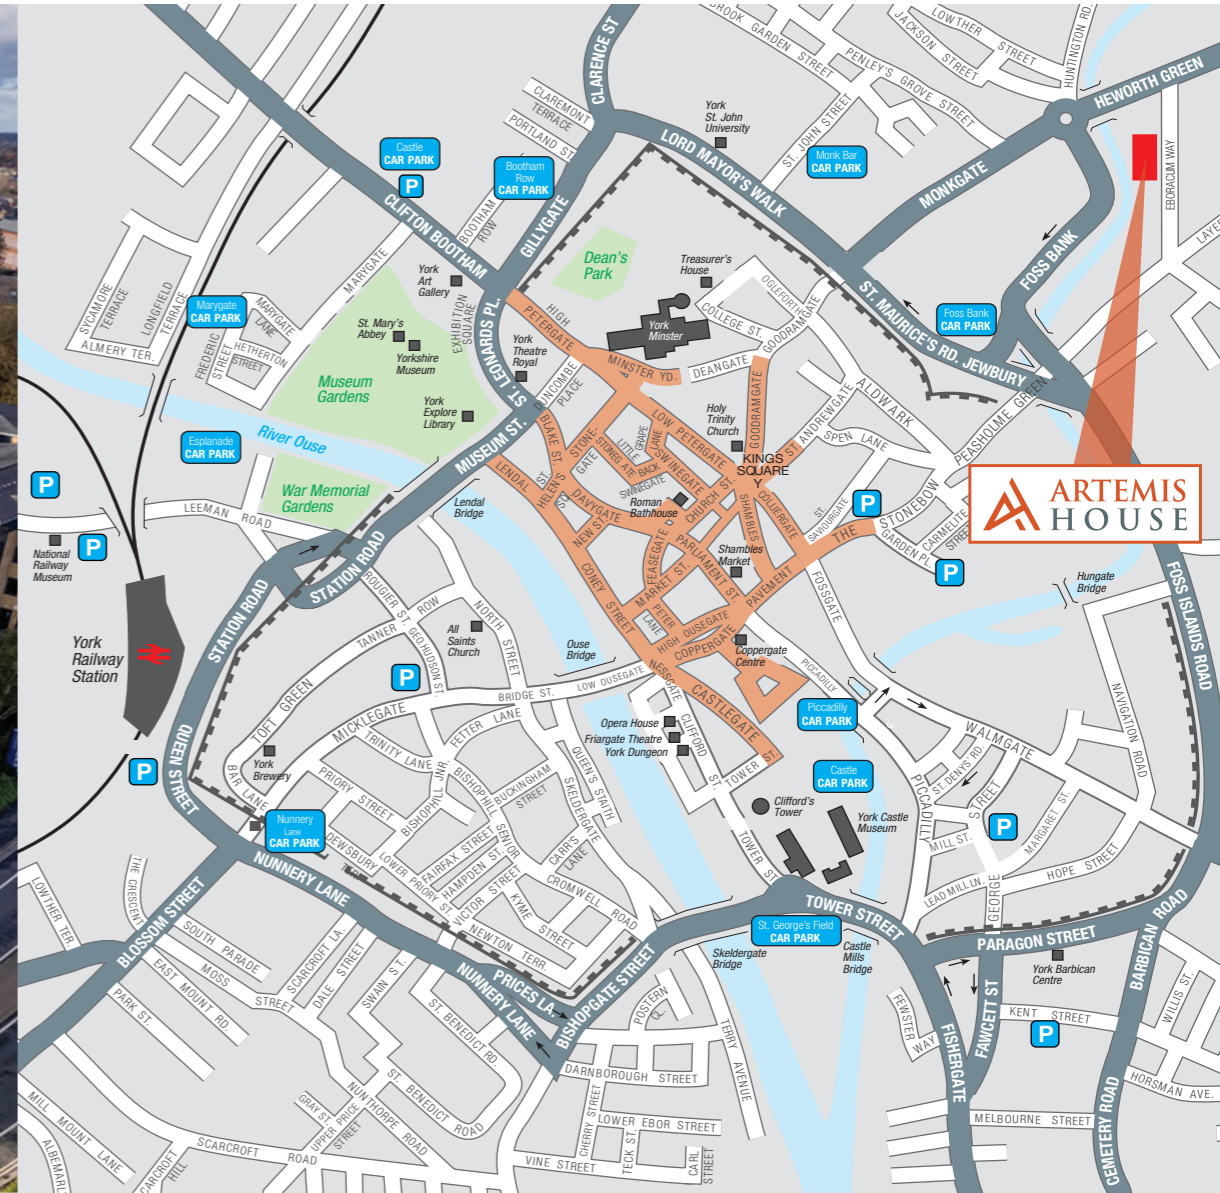 CLARENCE ST
BROOK GARDEN STREET
JACKSON STREET
LOWTHER STREET
HUNTINGTON RD.
PENLEY'S GROVE STREET
HEWORTH GREEN
CLAREMONT
TERRACE
PORTLAND ST.
York
St. John
University
ST. JOHN STREET
LORD MAYOR'S WALK
Monk Bar
CAR PARK
MONKGATE
EBORACUM WAY
Castle
CAR PARK
P
Bootham
Row
CAR PARK
CLIFTON BOOTHAM
BOOTHAM
ROW
GILLYGATE
FOSS BANK
MARYGATE
York
Art
Gallery
EXHIBITION
SQUARE
Dean's
Park
Treasurer's
House
OGLEFORTH
COLLEGE ST.
GOODRAMGATE
ST. MAURICE'S RD. JEWBURY
Foss Bank
CAR PARK
SYCAMORE
TERRACE
LONGFIELD
TERRACE
ALMERY TER.
Marygate
CAR PARK
MARYGATE
LANE
FREDERIC
STREET
HETHERTON
STREET
St. Mary's
Abbey
Yorkshire
Museum
Museum
Gardens
York
Explore
Library
ST. LEONARDS PL.
York
Theatre
Royal
HIGH
PETERGATE
York
Minster
MINSTER YD.
DEANGATE
DUNCOMBE
PLACE
GOODRAMGATE
ALDWARK
ANDREWGATE
SPEN LANE
PEASHOLME GREEN
Holy
Trinity
Church
KINGS
SQUARE
Y
ST
LOW PETERGATE
GRAPE
LANE
SWINEGATE
LITTLE
STONEGATE
BACK
SWINEGATE
STONE-
GATE
BLAKE ST.
ST.
HELEN'S
SQ.
DAVYGATE
NEW ST.
Roman
Bathhouse
CHURCH ST.
COLLIERGATE
SHAMBLES
ST.
SAVIOURGATE
P
THE
STONEBOW
GARDEN PL.
CARMELITE
STREET
P
ARTEMIS
HOUSE
Esplanade
CAR PARK
River Ouse
MUSEUM ST.
LENDAL
Lendal
Bridge
War Memorial
Gardens
P
LEEMAN ROAD
National
Railway
Museum
P
STATION ROAD
STATION ROAD
York
Railway
Station
CONEY STREET
FEASEGATE
MARKET ST.
PARLIAMENT ST.
PETER
LANE
Shambles
Market
PAVEMENT
HIGH OUSEGATE
COPPERGATE
Coppergate
Centre
FOSSGATE
Hungate
Bridge
FOSS ISLANDS ROAD
ROUGIER ST.
GEO.HUDSON ST.
TANNER ROW
NORTH
STREET
All
Saints
Church
Ouse
Bridge
NESSGATE
CASTLEGATE
PICCADILLY
Piccadilly
CAR PARK
WALMGATE
NAVIGATION ROAD
P
TOFT GREEN
MICKLEGATE
BRIDGE ST.
LOW OUSEGATE
Opera House
Friargate Theatre
York Dungeon
CLIFFORD
ST.
TOWER ST.
Castle
CAR PARK
PICCADILLY
ST.DENYS' RD.
STREET
MARGARET ST.
P
MILL ST.
LEAD MILL LN.
HOPE STREET
GEORGE
QUEEN STREET
P
York
Brewery
BAR LANE
TRINITY LANE
FETTER LANE
PRIORY STREET
BISHOPHILL JNR.
BISHOPHILL SENIOR
BUCKINGHAM
STREET
QUEEN'S STAITH
SKELDERGATE
CARR'S
LANE
CROMWELL ROAD
Clifford's
Tower
York Castle
Museum
TOWER ST.
Nunnery
Lane
CAR PARK
DEWSBURY
LOWER PRIORY ST.
FAIRFAX STREET
HAMPDEN ST.
VICTOR STREET
KYME STREET
NEWTON TERR.
NUNNERY LANE
PRICES LA.
NUNNERY LANE
BISHOPGATE STREET
Skeldergate
Bridge
St. George's Field
CAR PARK
Castle
Mills
Bridge
TOWER STREET
PARAGON STREET
York Barbican
Centre
BARBICAN ROAD
LOWTHER TER.
THE CRESCENT
BLOSSOM STREET
SOUTH PARADE
MOSS
STREET
EAST MOUNT RD.
PARK ST.
SCARCROFT LA.
DALE STREET
SWAIN ST.
ST. BENEDICT RD.
ST. BENEDICT ROAD
NUNTHORPE ROAD
GRAY ST.
UPPER PRICE
STREET
SCARCROFT ROAD
SCARCROFT
HILL
MILL MOUNT LANE
POSTERN
CL.
TERRY AVENUE
DARNBOROUGH STREET
CHERRY STREET
LOWER EBOR STREET
TECK ST.
VINE STREET
CARL
STREET
FEWSTER
WAY
FISHERGATE
FAWCETT ST
KENT STREET
P
WILLIS ST.
HORSMAN AVE.
MELBOURNE STREET
CEMETERY ROAD